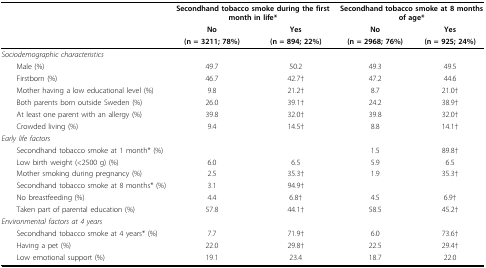 Secondhand tobacco smoke during the first month in life* Secondhand tobacco smoke at 8 months of age*
No Yes No Yes
(n = 3211; 78%) (n = 894; 22%) (n = 2968; 76%) (n = 925; 24%)
Sociodemographic characteristics
Male (%) 49.7 50.2 49.3 49.5
Firstborn (%) 46.7 42.7† 47.2 44.6
Mother having a low educational level (%) 9.8 21.2† 8.7 21.0†
Both parents born outside Sweden (%) 26.0 39.1† 24.2 38.9†
At least one parent with an allergy (%) 39.8 32.0† 39.8 32.0†
Crowded living (%) 9.4 14.5† 8.8 14.1†
Early life factors
Secondhand tobacco smoke at 1 month* (%) 1.5 89.8†
Low birth weight (<2500 g) (%) 6.0 6.5 5.9 6.5
Mother smoking during pregnancy (%) 2.5 35.3† 1.9 35.3†
Secondhand tobacco smoke at 8 months* (%) 3.1 94.9†
No breastfeeding (%) 4.4 6.8† 4.5 6.9†
Taken part of parental education (%) 57.8 44.1† 58.5 45.2†
Environmental factors at 4 years
Secondhand tobacco smoke at 4 years* (%) 7.7 71.9† 6.0 73.6†
Having a pet (%) 22.0 29.8† 22.5 29.4†
Low emotional support (%) 19.1 23.4 18.7 22.0